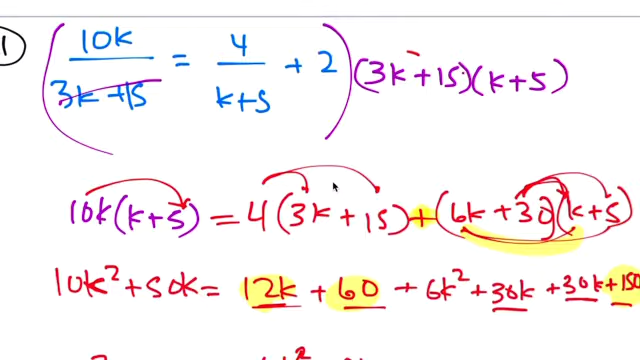 1 ( 10k / 3k+15 = 4 / k+5 + 2 ) (3k+15)(k+5)
10k(k+5) = 4(3k+15) + (6k+30)(k+5)
10k² + 50k = 12k + 60 + 6k² + 30k + 30k + 150